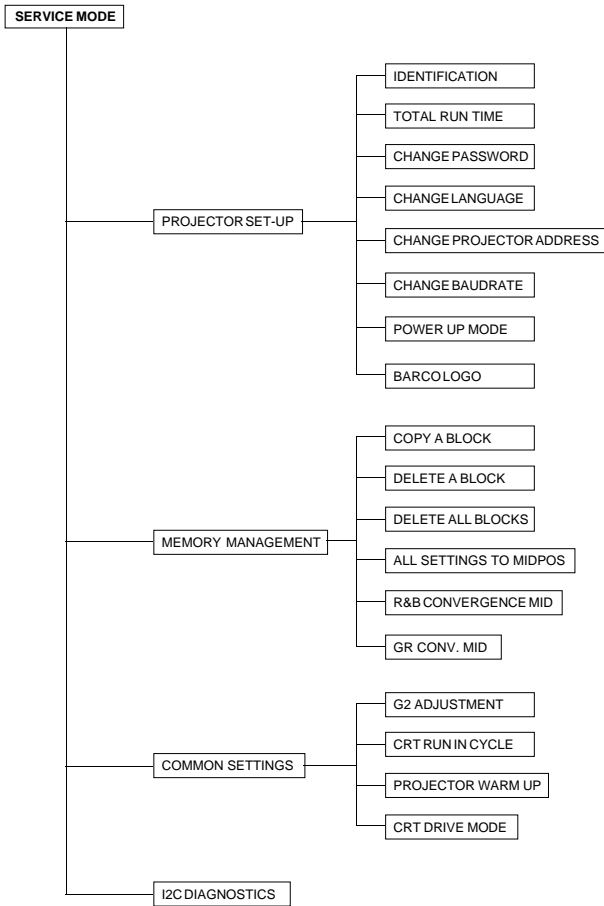 SERVICE MODE
IDENTIFICATION
TOTAL RUN TIME
CHANGE PASSWORD
CHANGE LANGUAGE
PROJECTOR SET-UP
CHANGE PROJECTOR ADDRESS
CHANGE BAUDRATE
POWER UP MODE
BARCO LOGO
COPY A BLOCK
DELETE A BLOCK
DELETE ALL BLOCKS
MEMORY MANAGEMENT
ALL SETTINGS TO MIDPOS
R&B CONVERGENCE MID
GR CONV. MID
G2 ADJUSTMENT
CRT RUN IN CYCLE
COMMON SETTINGS
PROJECTOR WARM UP
CRT DRIVE MODE
I2C DIAGNOSTICS